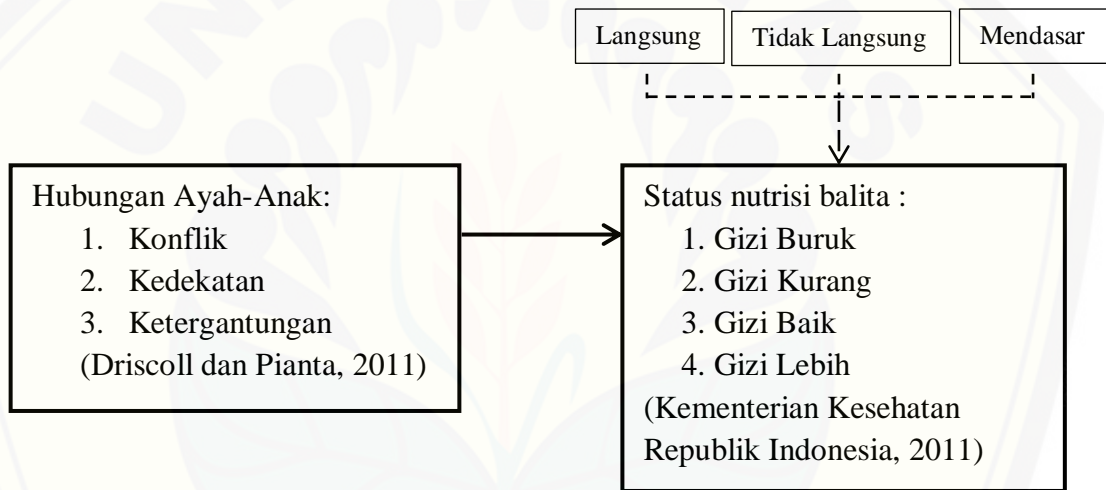 Langsung
Tidak Langsung
Mendasar
Hubungan Ayah-Anak:
1. Konflik
2. Kedekatan
3. Ketergantungan
(Driscoll dan Pianta, 2011)
Status nutrisi balita :
1. Gizi Buruk
2. Gizi Kurang
3. Gizi Baik
4. Gizi Lebih
(Kementerian Kesehatan
Republik Indonesia, 2011)